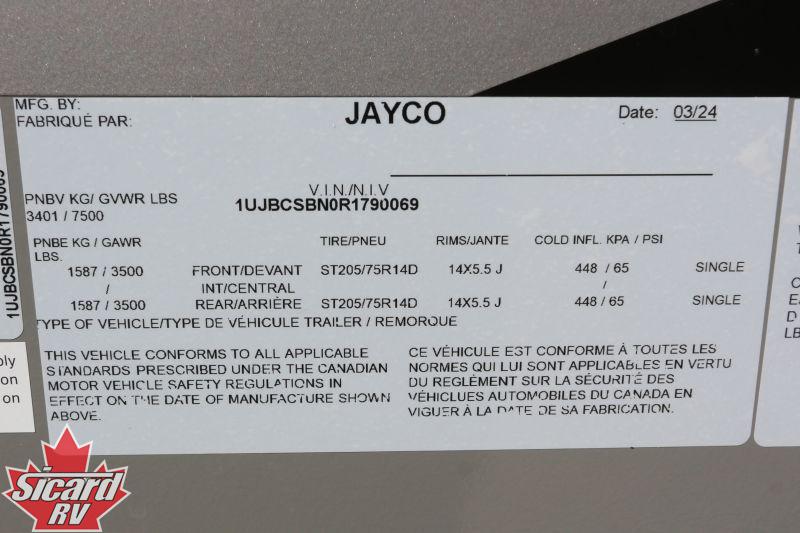 MFG. BY:
FABRIQUÉ PAR:
JAYCO
Date: 03/24
V.I.N./N.I.V
PNBV KG/ GVWR LBS
1UJBCSBN0R1790069
3401 / 7500
PNBE KG / GAWR TIRE/PNEU RIMS/JANTE COLD INFL. KPA / PSI
LBS.
1587 / 3500 FRONT/DEVANT ST205/75R14D 14X5.5 J 448 / 65 SINGLE
/ INT/CENTRAL /
1587 / 3500 REAR/ARRIÈRE ST205/75R14D 14X5.5 J 448 / 65 SINGLE
TYPE OF VEHICLE/TYPE DE VÉHICULE TRAILER / REMORQUE
THIS VEHICLE CONFORMS TO ALL APPLICABLE
STANDARDS PRESCRIBED UNDER THE CANADIAN
MOTOR VEHICLE SAFETY REGULATIONS IN
EFFECT ON THE DATE OF MANUFACTURE SHOWN
ABOVE.
CE VÉHICULE EST CONFORME À TOUTES LES
NORMES QUI LUI SONT APPLICABLES EN VERTU
DU REGLÈMENT SUR LA SÉCURITÉ DES
VÉHICLUES AUTOMOBILES DU CANADA EN
VIGUER À LA DATE DE SA FABRICATION.
1UJBCSBN0R1790069
on
on
Sicard
RV